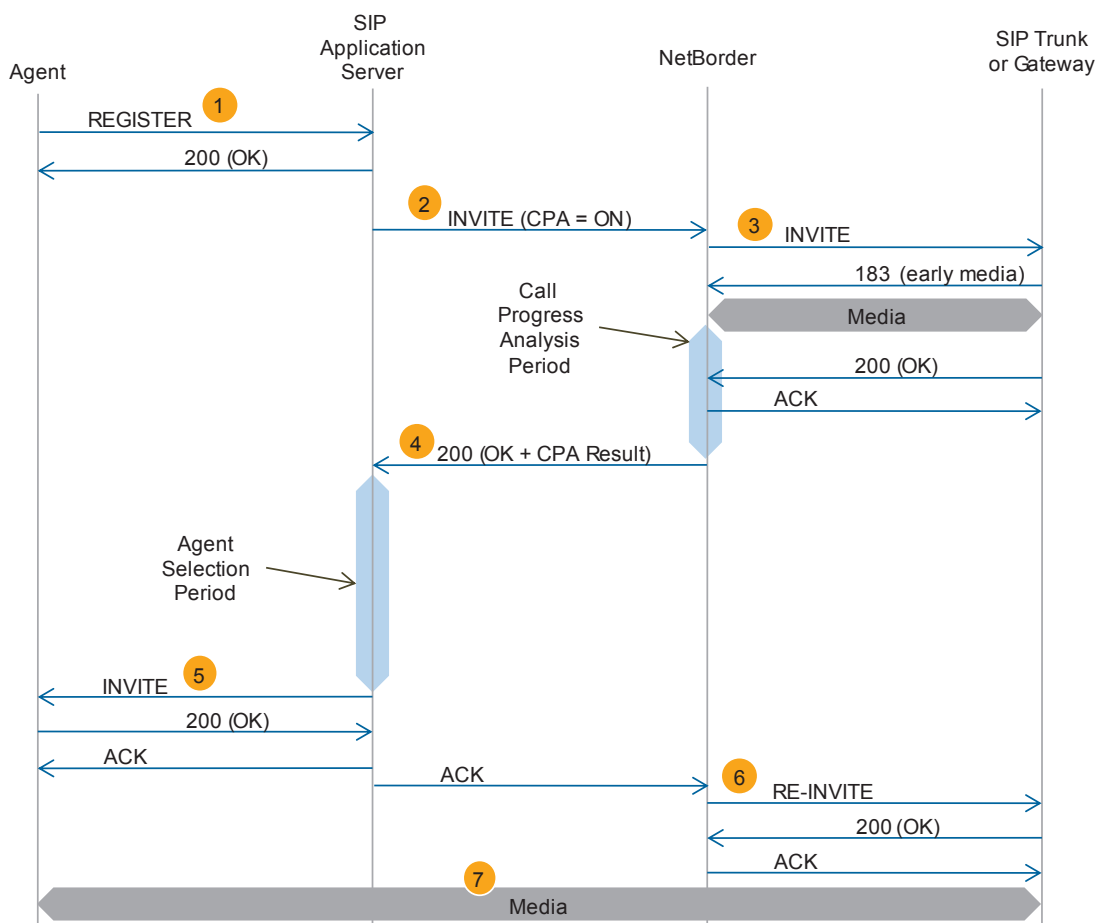 Agent
SIP
Application
Server
NetBorder
SIP Trunk
or Gateway
1
REGISTER
200 (OK)
2
INVITE (CPA = ON)
3
INVITE
183 (early media)
Call
Progress
Analysis
Period
Media
200 (OK)
ACK
4
200 (OK + CPA Result)
Agent
Selection
Period
5
INVITE
200 (OK)
ACK
ACK
6
RE-INVITE
200 (OK)
ACK
7
Media